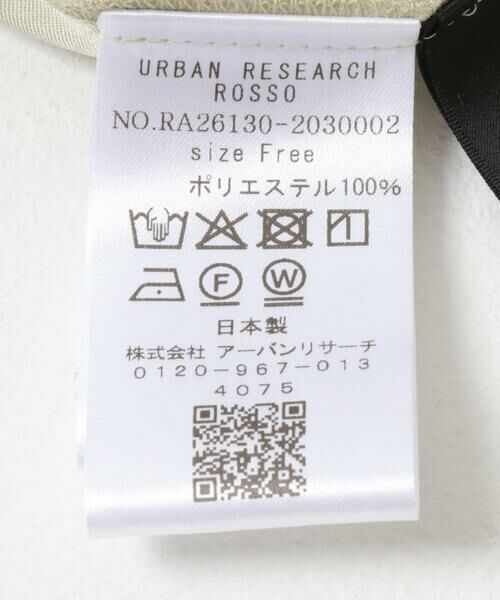 URBAN RESEARCH
ROSSO
NO.RA26130-2030002
size Free
ポリエステル100%
F W
日本製
株式会社 アーバンリサーチ
0120-967-013
4075